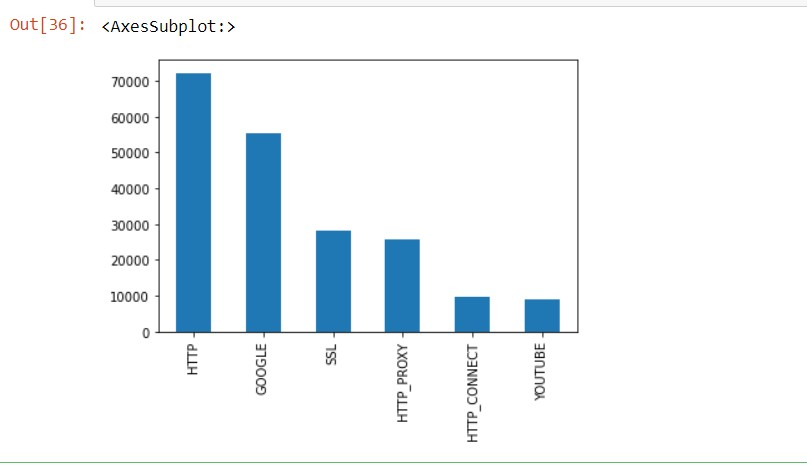 Out[36]: <AxesSubplot:>
70000
60000
50000
40000
30000
20000
10000
0
HTTP
GOOGLE
SSL
HTTP_PROXY
HTTP_CONNECT
YOUTUBE